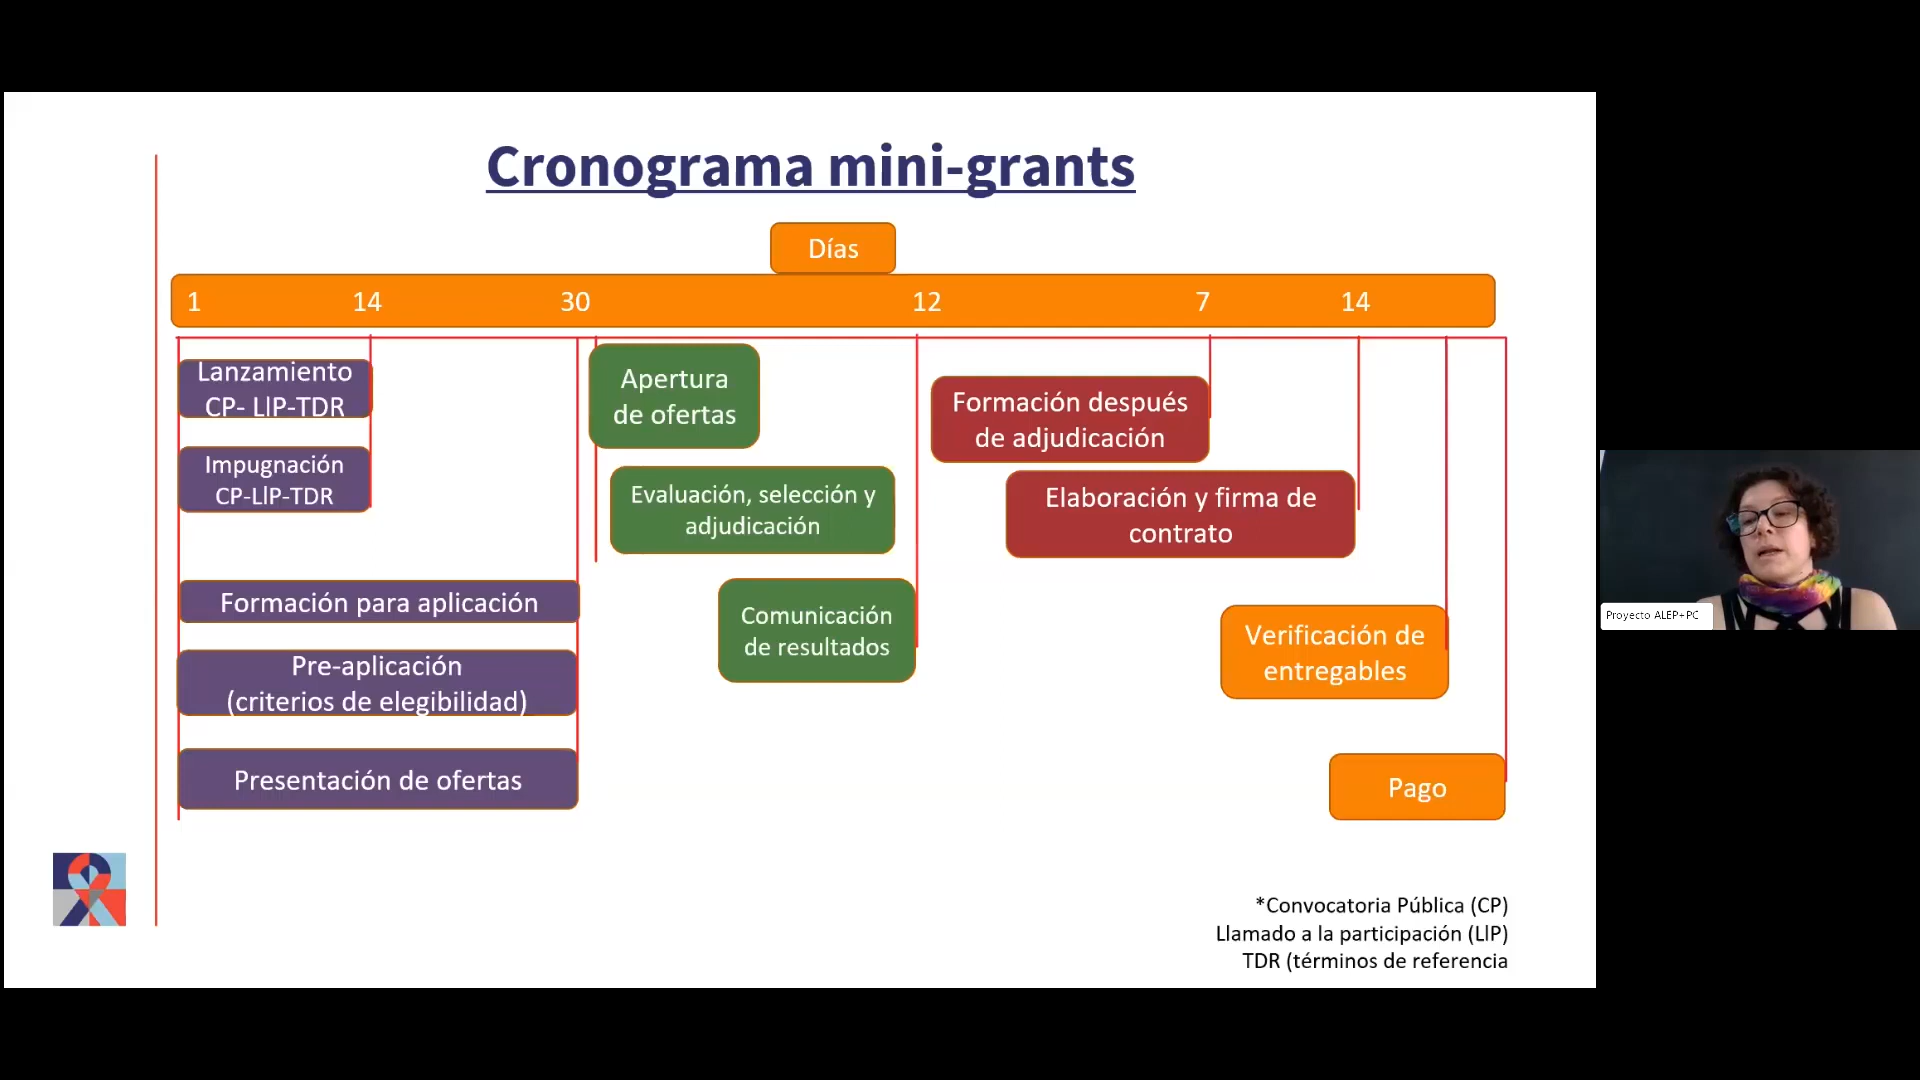 Cronograma mini-grants
Días
1 14 30 12 7 14
Lanzamiento
CP- LIP-TDR
Impugnación
CP-LIP-TDR
Formación para aplicación
Pre-aplicación
(criterios de elegibilidad)
Presentación de ofertas
Apertura
de ofertas
Evaluación, selección y
adjudicación
Comunicación
de resultados
Formación después
de adjudicación
Elaboración y firma de
contrato
Verificación de
entregables
Pago
*Convocatoria Pública (CP)
Llamado a la participación (LIP)
TDR (términos de referencia
Proyecto ALEP+PC